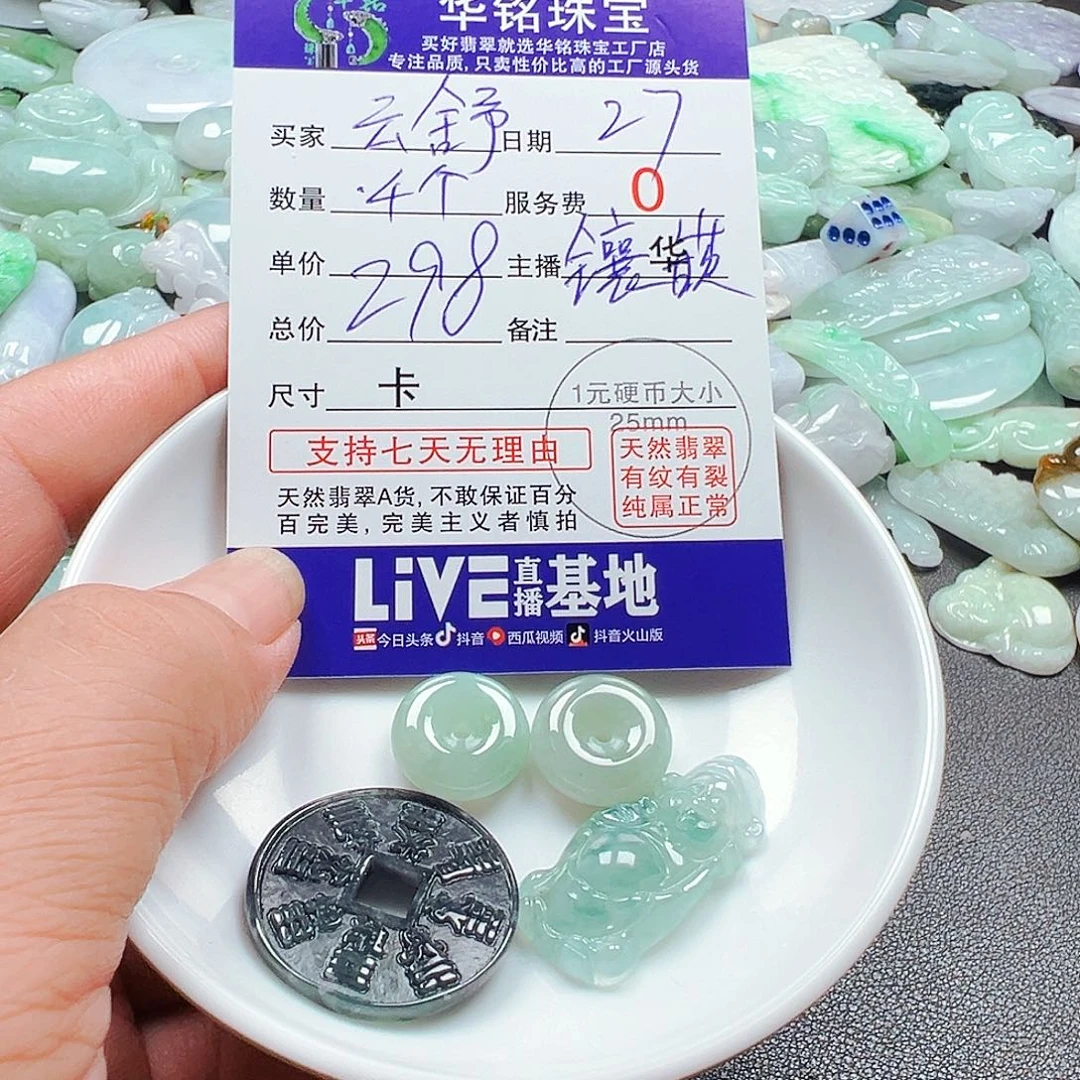 华铭珠宝
买好翡翠就选华铭珠宝工厂店
专注品质,只卖性价比高的工厂源头货
买家 云舒 日期 27
数量 4个 服务费 0
单价 298 主播 镶 华
总价 备注
尺寸 卡 1元硬币大小
25mm
支持七天无理由
天然翡翠
有纹有裂
纯属正常
天然翡翠A货,不敢保证百分
百完美,完美主义者慎拍
LiVE直播基地
头条 今日头条 抖音 西瓜视频 抖音火山版